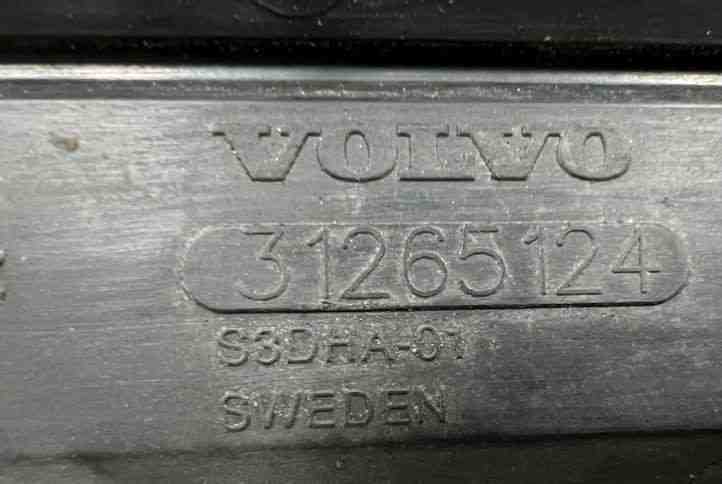 VOLVO
31265124
S3DHA-01
SWEDEN